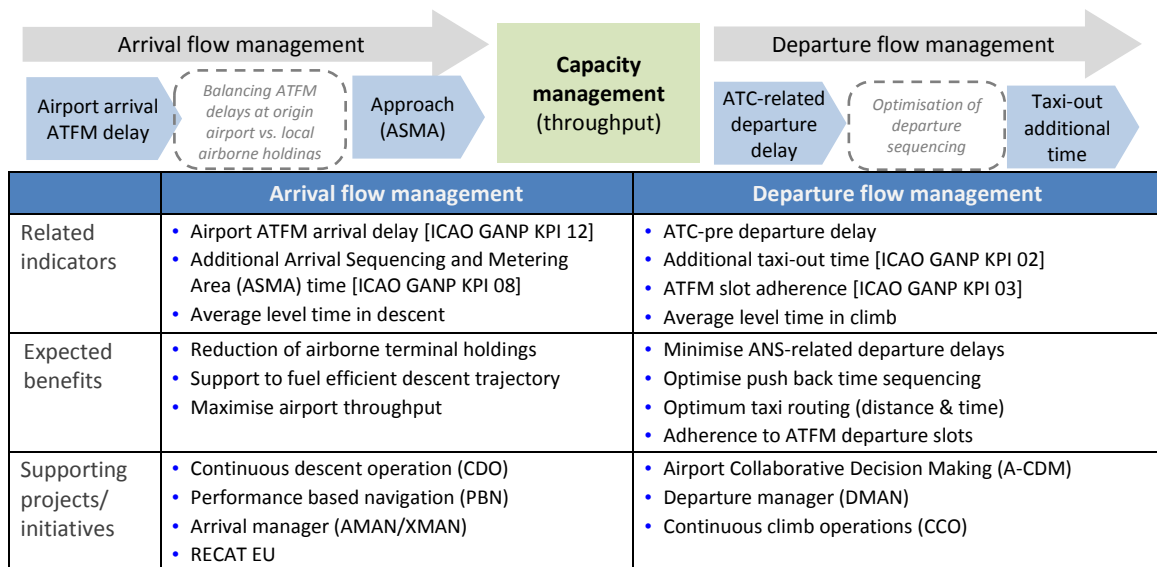 Arrival flow management
Airport arrival
ATFM delay
Balancing ATFM
delays at origin
airport vs. local
airborne holdings
Approach
(ASMA)
Capacity
management
(throughput)
Departure flow management
ATC-related
departure
delay
Optimisation of
departure
sequencing
Taxi-out
additional
time
Arrival flow management
Departure flow management
Related
indicators
• Airport ATFM arrival delay [ICAO GANP KPI 12]
• Additional Arrival Sequencing and Metering
Area (ASMA) time [ICAO GANP KPI 08]
• Average level time in descent
• ATC-pre departure delay
• Additional taxi-out time [ICAO GANP KPI 02]
• ATFM slot adherence [ICAO GANP KPI 03]
• Average level time in climb
Expected
benefits
• Reduction of airborne terminal holdings
• Support to fuel efficient descent trajectory
• Maximise airport throughput
• Minimise ANS-related departure delays
• Optimise push back time sequencing
• Optimum taxi routing (distance & time)
• Adherence to ATFM departure slots
Supporting
projects/
initiatives
• Continuous descent operation (CDO)
• Performance based navigation (PBN)
• Arrival manager (AMAN/XMAN)
• RECAT EU
• Airport Collaborative Decision Making (A-CDM)
• Departure manager (DMAN)
• Continuous climb operations (CCO)